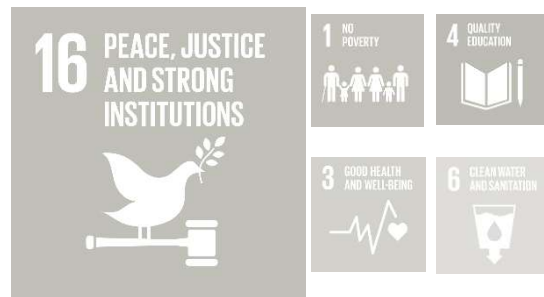 16 PEACE, JUSTICE
AND STRONG
INSTITUTIONS
1 NO
POVERTY
4 QUALITY
EDUCATION
3 GOOD HEALTH
AND WELL-BEING
6 CLEAN WATER
AND SANITATION